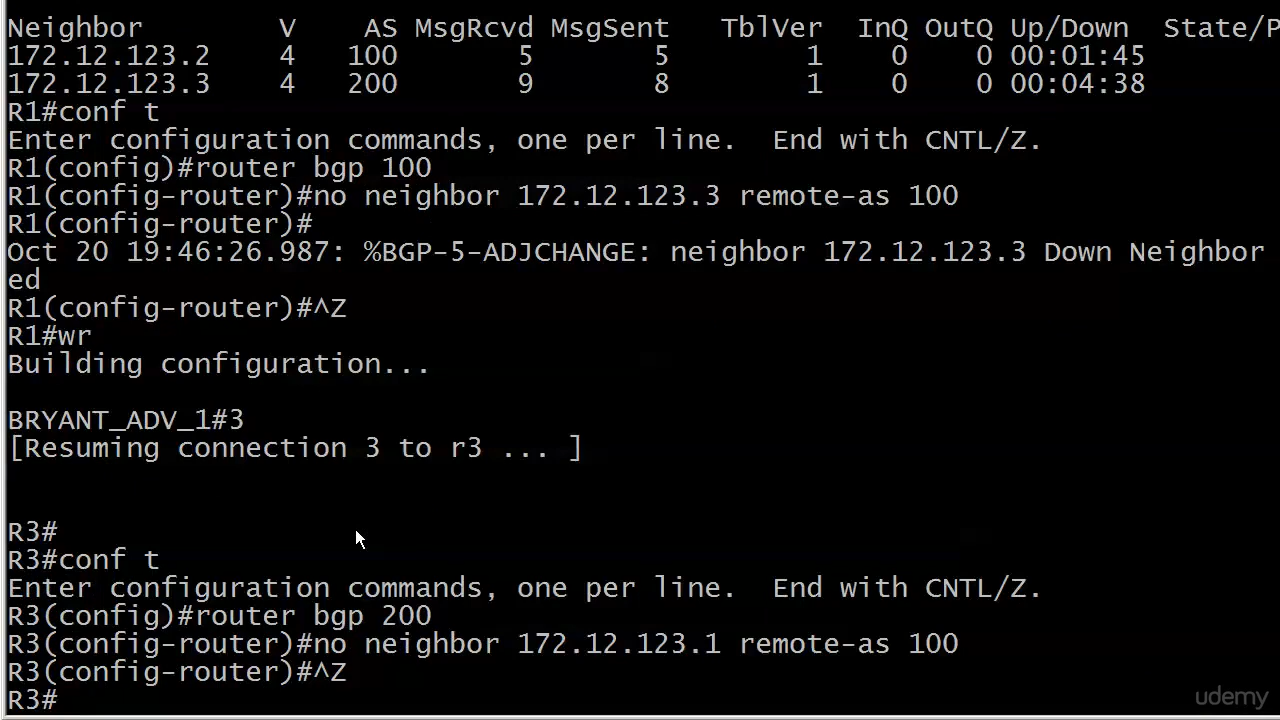 Neighbor V AS MsgRcvd MsgSent TblVer InQ OutQ Up/Down State/P
172.12.123.2 4 100 5 5 1 0 0 00:01:45
172.12.123.3 4 200 9 8 1 0 0 00:04:38
R1#conf t
Enter configuration commands, one per line. End with CNTL/Z.
R1(config)#router bgp 100
R1(config-router)#no neighbor 172.12.123.3 remote-as 100
R1(config-router)#
Oct 20 19:46:26.987: %BGP-5-ADJCHANGE: neighbor 172.12.123.3 Down Neighbor
ed
R1(config-router)#^Z
R1#wr
Building configuration...
BRYANT_ADV_1#3
[Resuming connection 3 to r3 ... ]
R3#
R3#conf t
Enter configuration commands, one per line. End with CNTL/Z.
R3(config)#router bgp 200
R3(config-router)#no neighbor 172.12.123.1 remote-as 100
R3(config-router)#^Z
R3#
udemy